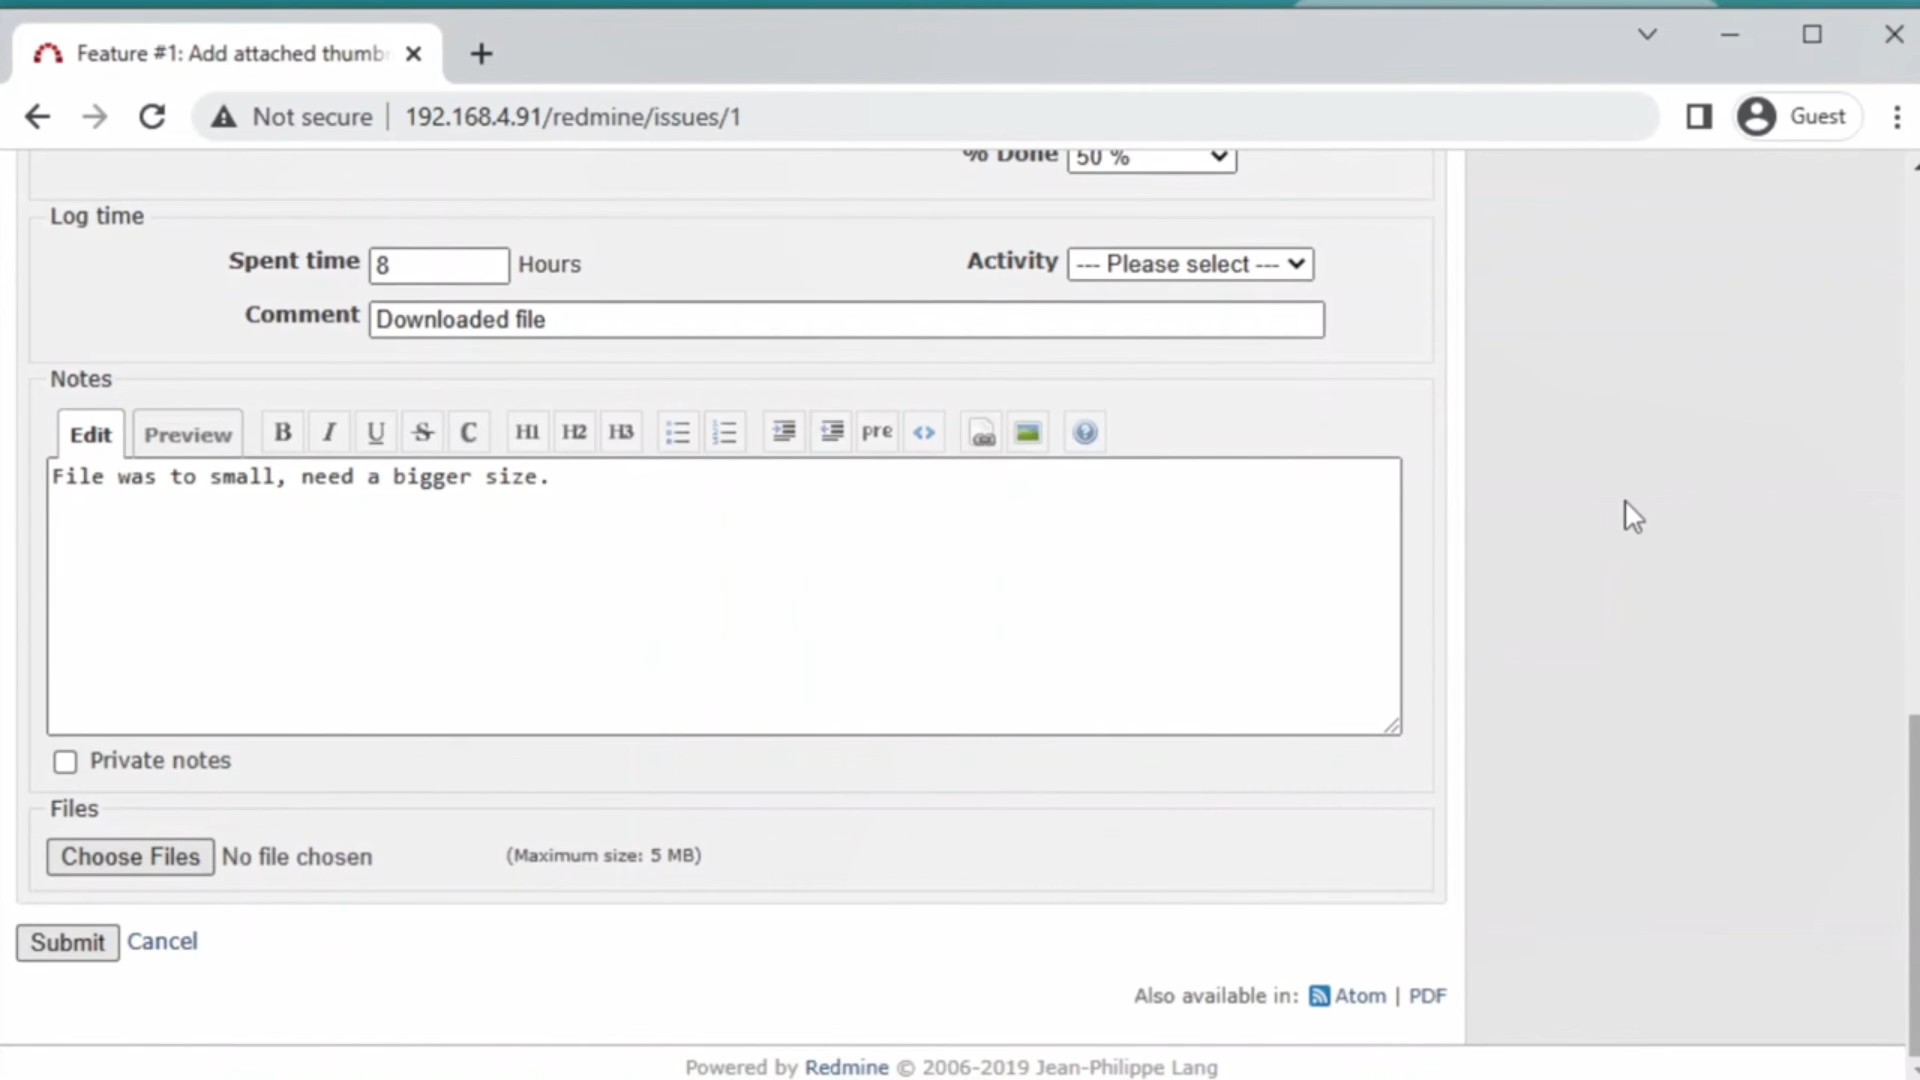 Feature #1: Add attached thumb
Not secure 192.168.4.91/redmine/issues/1 Guest
% Done 50 %
Log time
Spent time 8 Hours Activity --- Please select ---
Comment Downloaded file
Notes
Edit Preview B I U S C H1 H2 H3 pre <>
File was to small, need a bigger size.
Private notes
Files
Choose Files No file chosen (Maximum size: 5 MB)
Submit Cancel
Also available in: Atom | PDF
Powered by Redmine © 2006-2019 Jean-Philippe Lang